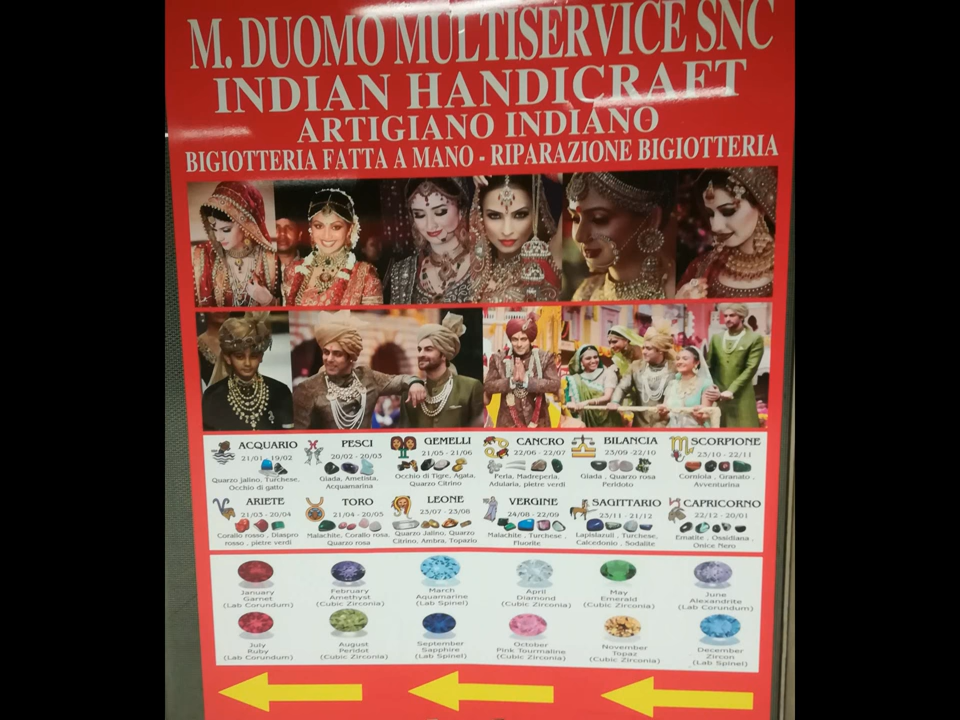 M. DUOMO MULTISERVICE SNC
INDIAN HANDICRAFT
ARTIGIANO INDIANO
BIGIOTTERIA FATTA A MANO - RIPARAZIONE BIGIOTTERIA
ACQUARIO
21/01 - 19/02
Quarzo jalino, Turchese,
Occhio di gatto
PESCI
20/02 - 20/03
Giada, Ametista,
Acquamarina
GEMELLI
21/05 - 21/06
Occhio di Tigre, Agata,
Quarzo Citrino
CANCRO
22/06 - 22/07
Perla, Madreperla,
Adularia, pietre verdi
BILANCIA
23/09 - 22/10
Giada, Quarzo rosa
Peridoto
SCORPIONE
23/10 - 22/11
Corniola, Granato,
Avventurina
ARIETE
21/03 - 20/04
Corallo rosso, Diaspro
rosso, pietre verdi
TORO
21/04 - 20/05
Malachite, Corallo rosa,
Quarzo rosa
LEONE
23/07 - 23/08
Quarzo Jalino, Quarzo
Citrino, Ambra, Topazio
VERGINE
24/08 - 22/09
Malachite, Turchese,
Fluorite
SAGITTARIO
23/11 - 21/12
Lapislazuli, Turchese,
Calcedonio, Sodalite
CAPRICORNO
22/12 - 20/01
Ematite, Ossidiana,
Onice Nero
January
Garnet
(Lab Corundum)
February
Amethyst
(Cubic Zirconia)
March
Aquamarine
(Lab Spinel)
April
Diamond
(Cubic Zirconia)
May
Emerald
(Cubic Zirconia)
June
Alexandrite
(Lab Corundum)
July
Ruby
(Lab Corundum)
August
Peridot
(Cubic Zirconia)
September
Sapphire
(Lab Spinel)
October
Pink Tourmaline
(Cubic Zirconia)
November
Topaz
(Cubic Zirconia)
December
Zircon
(Lab Spinel)